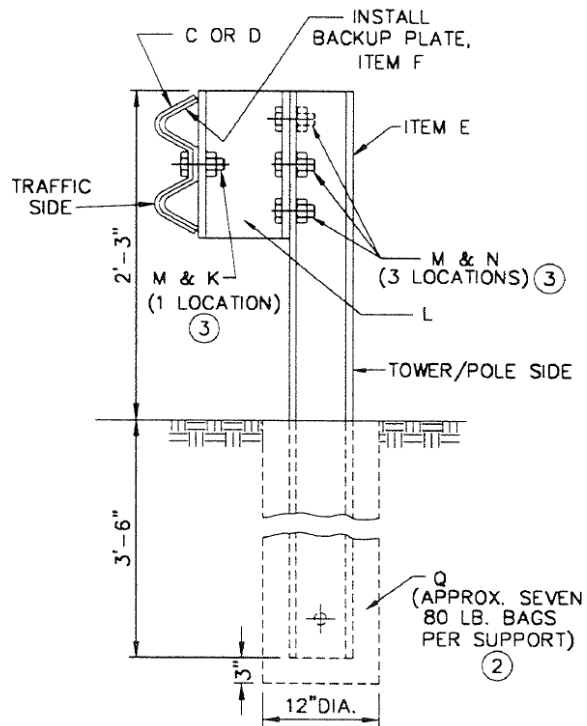 C OR D
INSTALL
BACKUP PLATE,
ITEM F
ITEM E
TRAFFIC
SIDE
2'-3"
M & K
(1 LOCATION)
3
M & N
(3 LOCATIONS) 3
L
TOWER/POLE SIDE
3'-6"
Q
(APPROX. SEVEN
80 LB. BAGS
PER SUPPORT)
2
3"
12"DIA.